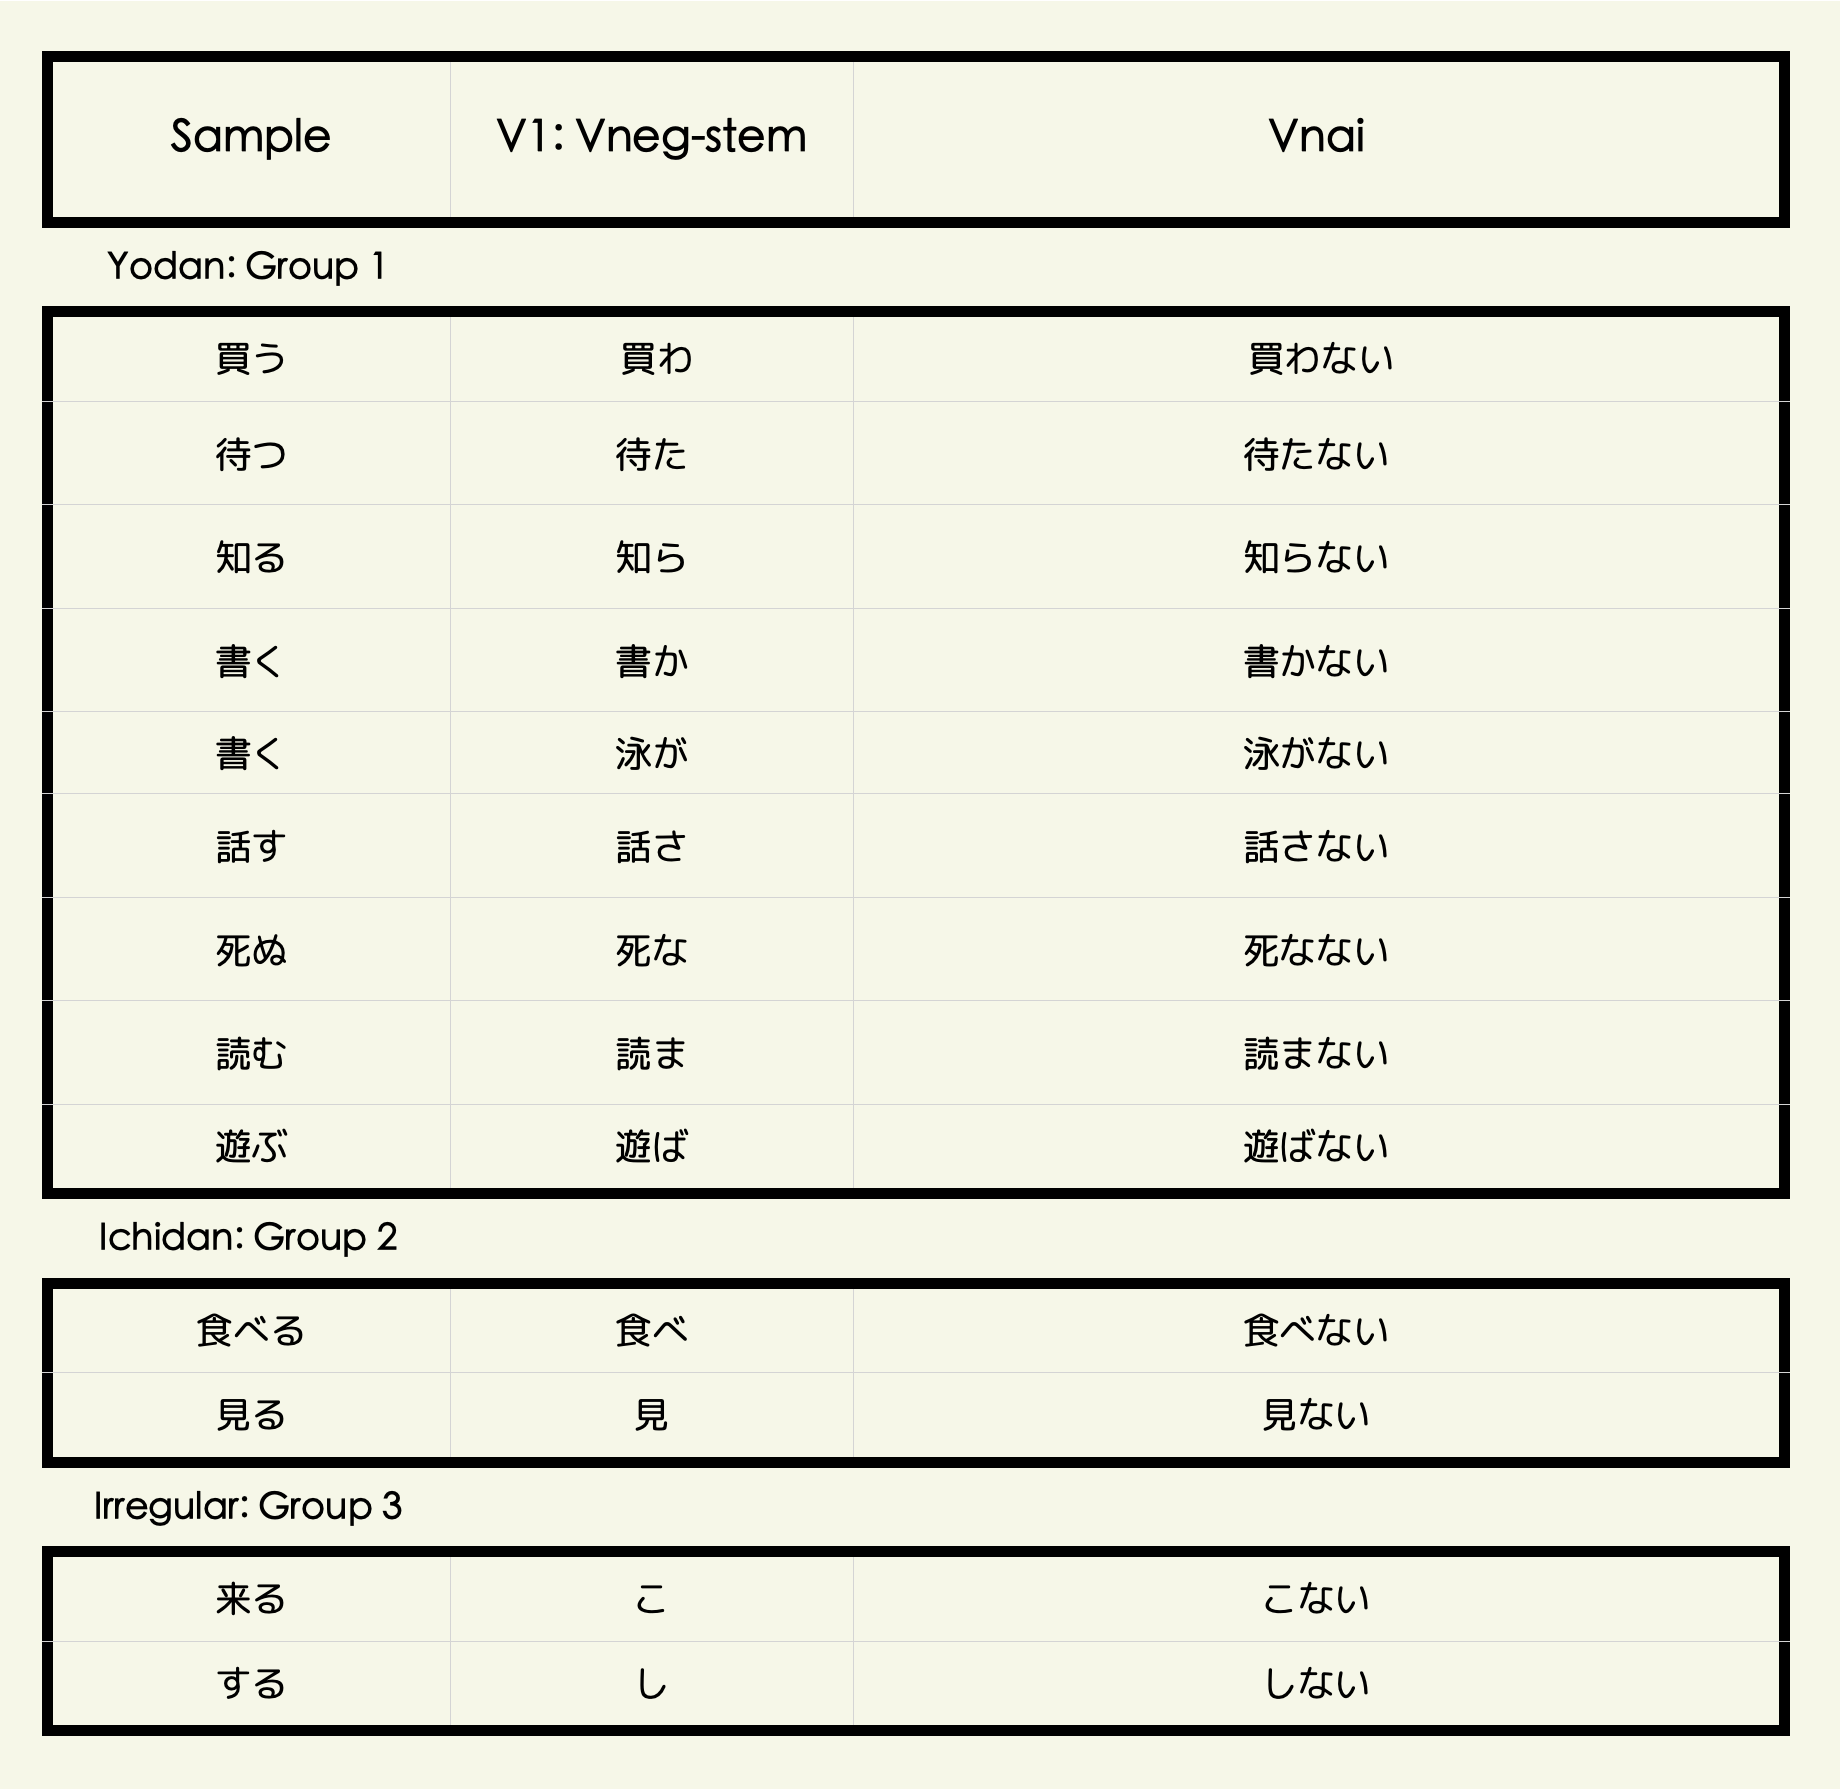 Sample V1: Vneg-stem Vnai
Yodan: Group 1
買う 買わ 買わない
待つ 待た 待たない
知る 知ら 知らない
書く 書か 書かない
書く 泳が 泳がない
話す 話さ 話さない
死ぬ 死な 死なない
読む 読ま 読まない
遊ぶ 遊ば 遊ばない
Ichidan: Group 2
食べる 食べ 食べない
見る 見 見ない
Irregular: Group 3
来る こ こない
する し しない